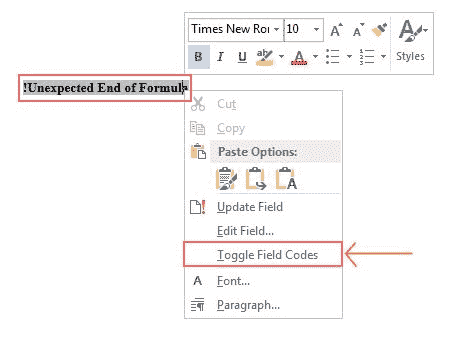 Times New Ro 10 A A A
B I U ab A Styles
!Unexpected End of Formula
Cut
Copy
Paste Options:
A
Update Field
Edit Field...
Toggle Field Codes
A Font...
Paragraph...